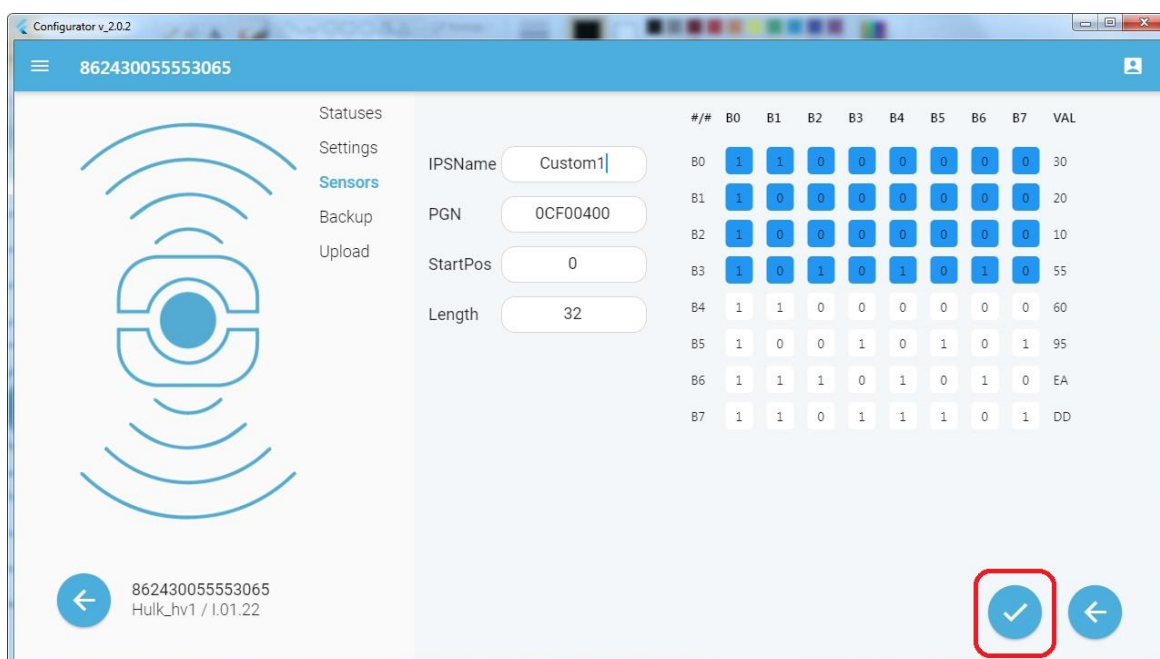 Configurator v_2.0.2
862430055553065
Statuses
Settings
Sensors
Backup
Upload
IPSName Custom1
PGN 0CF00400
StartPos 0
Length 32
#/# B0 B1 B2 B3 B4 B5 B6 B7 VAL
B0 1 1 0 0 0 0 0 0 30
B1 1 0 0 0 0 0 0 0 20
B2 1 0 0 0 0 0 0 0 10
B3 1 0 1 0 1 0 1 0 55
B4 1 1 0 0 0 0 0 0 60
B5 1 0 0 1 0 1 0 1 95
B6 1 1 1 0 1 0 1 0 EA
B7 1 1 0 1 1 1 0 1 DD
862430055553065
Hulk_hv1 / I.01.22